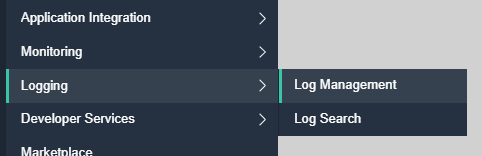 Application Integration
Monitoring
Logging
Log Management
Developer Services
Log Search
Marketplace